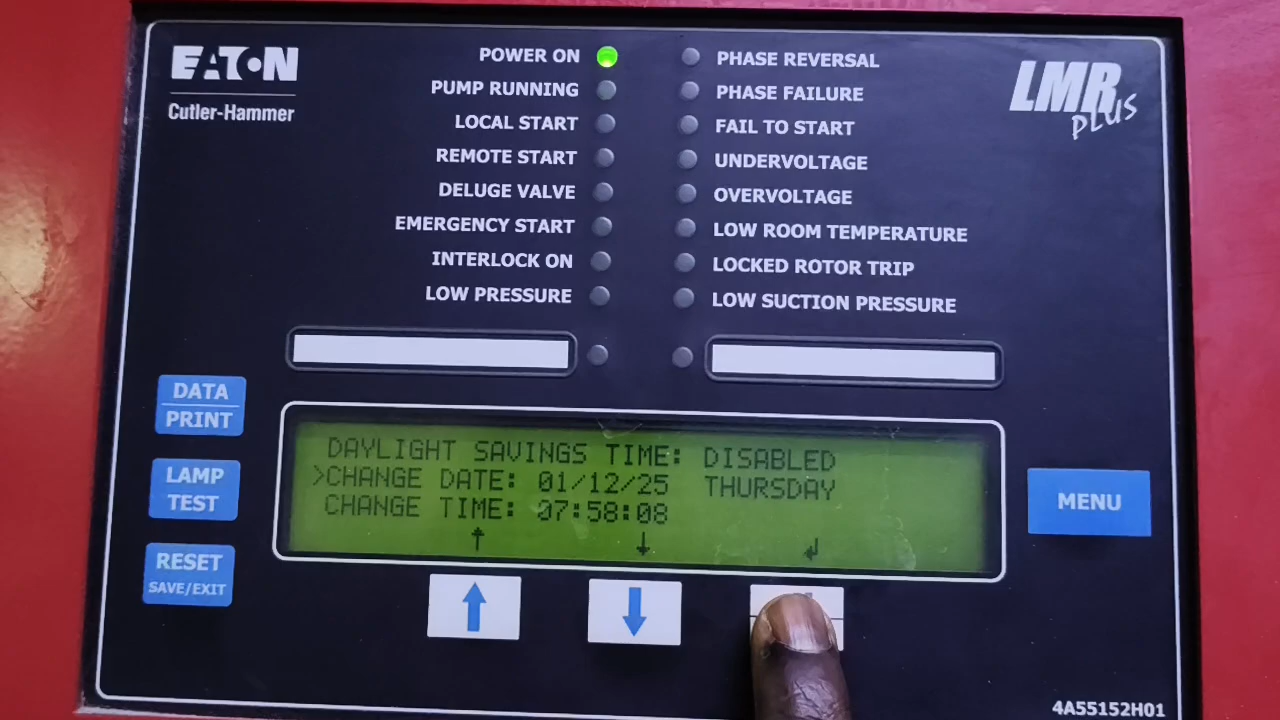 EATON
Cutler-Hammer
POWER ON
PUMP RUNNING
LOCAL START
REMOTE START
DELUGE VALVE
EMERGENCY START
INTERLOCK ON
LOW PRESSURE
PHASE REVERSAL
PHASE FAILURE
FAIL TO START
UNDERVOLTAGE
OVERVOLTAGE
LOW ROOM TEMPERATURE
LOCKED ROTOR TRIP
LOW SUCTION PRESSURE
LMR
PLUS
DATA
PRINT
LAMP
TEST
RESET
SAVE/EXIT
DAYLIGHT SAVINGS TIME: DISABLED
>CHANGE DATE: 01/12/25 THURSDAY
CHANGE TIME: 07:58:08
↑ ↓ ↲
MENU
4A55152H01